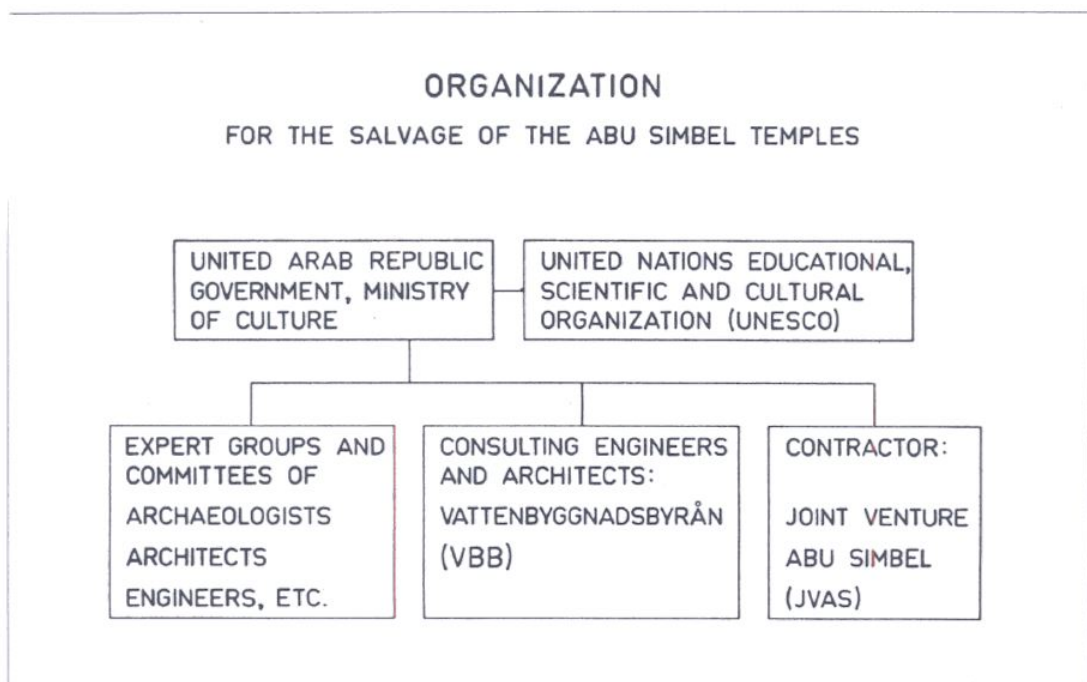 ORGANIZATION
FOR THE SALVAGE OF THE ABU SIMBEL TEMPLES
UNITED ARAB REPUBLIC
GOVERNMENT, MINISTRY
OF CULTURE
UNITED NATIONS EDUCATIONAL,
SCIENTIFIC AND CULTURAL
ORGANIZATION (UNESCO)
EXPERT GROUPS AND
COMMITTEES OF
ARCHAEOLOGISTS
ARCHITECTS
ENGINEERS, ETC.
CONSULTING ENGINEERS
AND ARCHITECTS:
VATTENBYGGNADSBYRÅN
(VBB)
CONTRACTOR:
JOINT VENTURE
ABU SIMBEL
(JVAS)